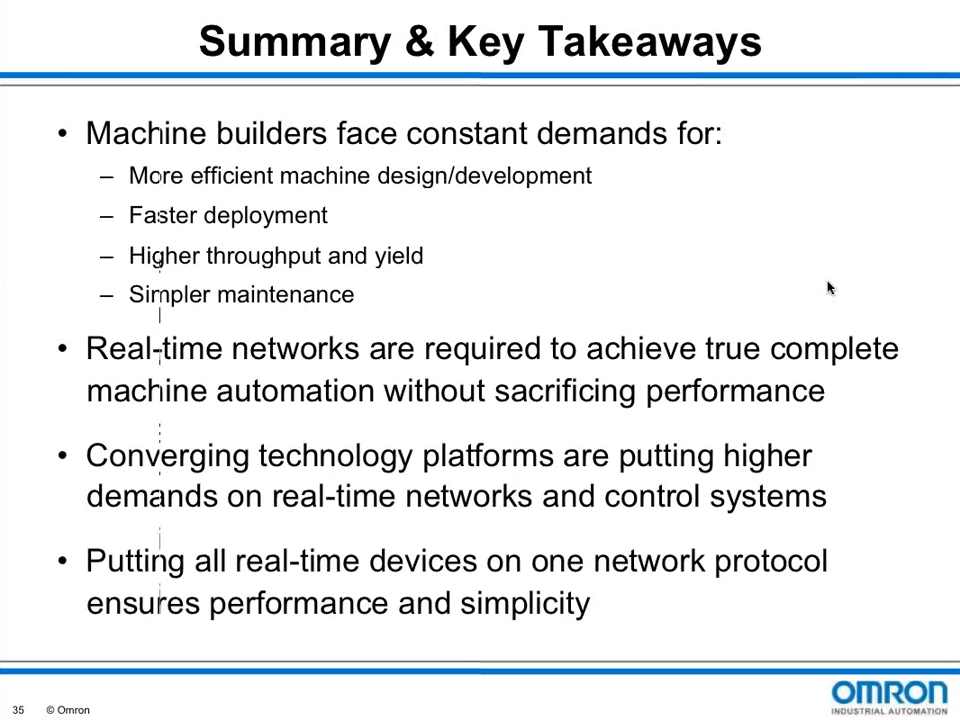 Summary & Key Takeaways
• Machine builders face constant demands for:
– More efficient machine design/development
– Faster deployment
– Higher throughput and yield
– Simpler maintenance
• Real-time networks are required to achieve true complete
machine automation without sacrificing performance
• Converging technology platforms are putting higher
demands on real-time networks and control systems
• Putting all real-time devices on one network protocol
ensures performance and simplicity
35 © Omron
OMRON
INDUSTRIAL AUTOMATION